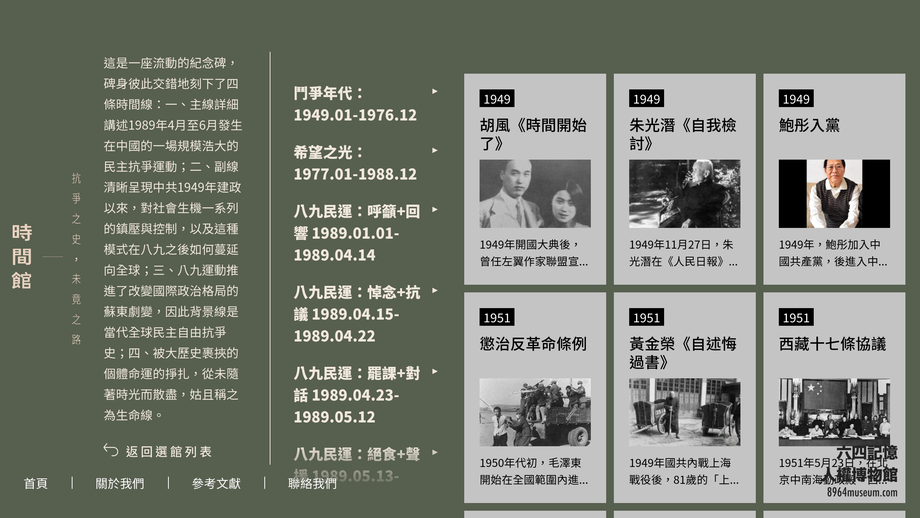 時間館
抗爭之史，未竟之路
這是一座流動的紀念碑，
碑身彼此交錯地刻下了四
條時間線：一、主線詳細
講述1989年4月至6月發生
在中國的一場規模浩大的
民主抗爭運動；二、副線
清晰呈現中共1949年建政
以來，對社會生機一系列
的鎮壓與控制，以及這種
模式在八九之後如何蔓延
向全球；三、八九運動推
進了改變國際政治格局的
蘇東劇變，因此背景線是
當代全球民主自由抗爭
史；四、被大歷史裹挾的
個體命運的掙扎，從未隨
著時光而散盡，姑且稱之
為生命線。
返回選館列表
鬥爭年代：
1949.01-1976.12
希望之光：
1977.01-1988.12
八九民運：呼籲+回
響 1989.01.01-
1989.04.14
八九民運：悼念+抗
議 1989.04.15-
1989.04.22
八九民運：罷課+對
話 1989.04.23-
1989.05.12
八九民運：絕食+聲
援 1989.05.13-
1949
胡風《時間開始
了》
1949年開國大典後，
曾任左翼作家聯盟宣...
1949
朱光潛《自我檢
討》
1949年11月27日，朱
光潛在《人民日報》...
1949
鮑彤入黨
1949年，鮑彤加入中
國共產黨，後進入中...
1951
懲治反革命條例
1950年代初，毛澤東
開始在全國範圍內進...
1951
黃金榮《自述悔
過書》
1949年國共內戰上海
戰役後，81歲的「上...
1951
西藏十七條協議
1951年5月23日，在北
京中南海勤政殿
首頁
關於我們
參考文獻
聯絡我們
六四記憶
人權博物館
8964museum.com